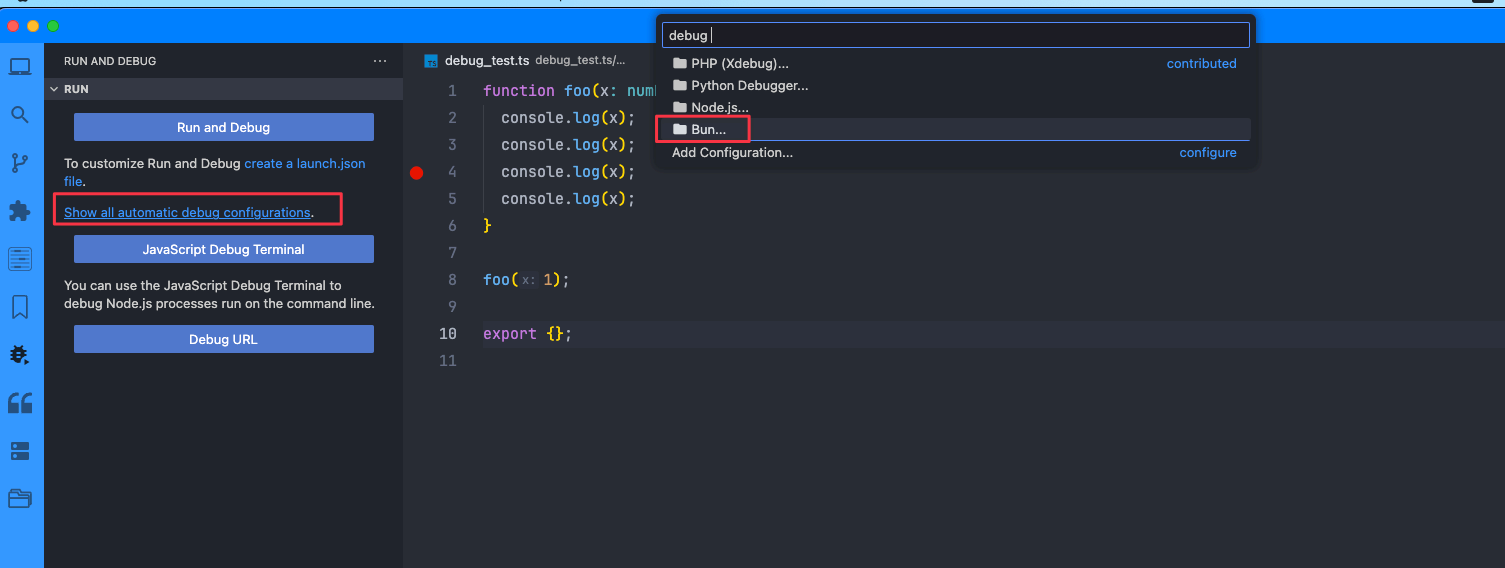 RUN AND DEBUG
RUN
Run and Debug
To customize Run and Debug create a launch.json
file.
Show all automatic debug configurations.
JavaScript Debug Terminal
You can use the JavaScript Debug Terminal to
debug Node.js processes run on the command line.
Debug URL
debug_test.ts debug_test.ts/...
1 function foo(x: num
2 console.log(x);
3 console.log(x);
4 console.log(x);
5 console.log(x);
6 }
7
8 foo(x: 1);
9
10 export {};
11
debug
PHP (Xdebug)... contributed
Python Debugger...
Node.js...
Bun...
Add Configuration... configure